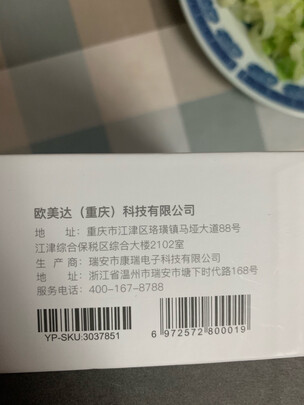 欧美达（重庆）科技有限公司
地　　址：重庆市江津区珞璜镇马垭大道88号
江津综合保税区综合大楼2102室
生 产 商：瑞安市康瑞电子科技有限公司
地　　址：浙江省温州市瑞安市塘下时代路168号
服务电话：400-167-8788
YP-SKU:3037851
6 972572 800019